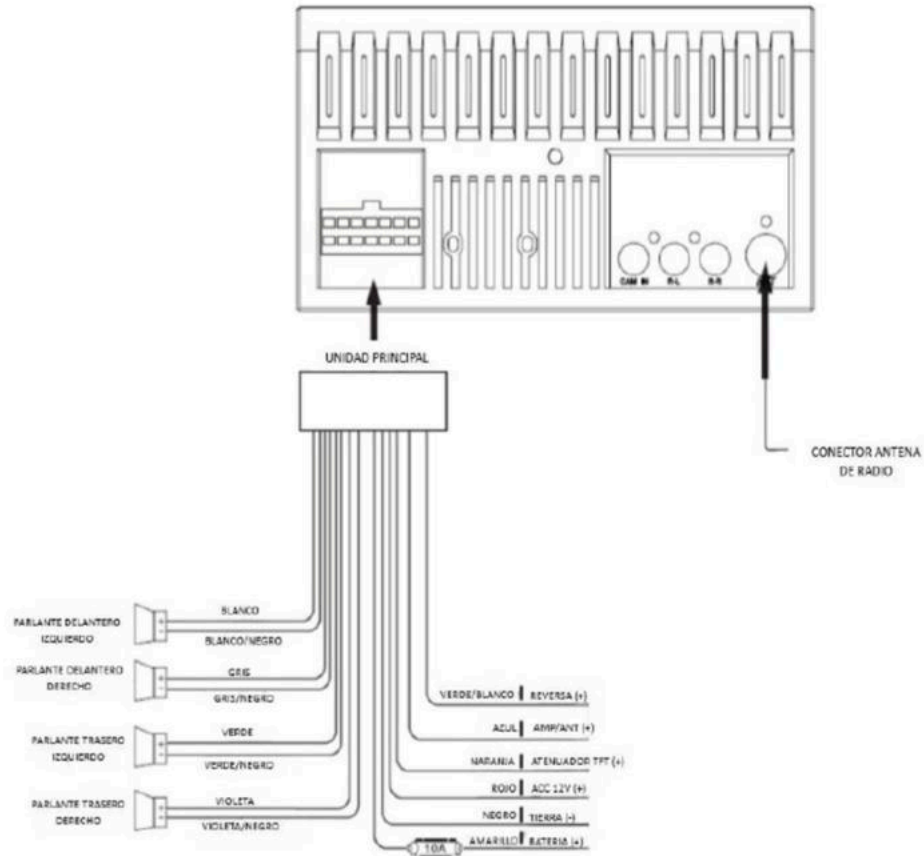 CAM IN
R-L
R-R
UNIDAD PRINCIPAL
CONECTOR ANTENA
DE RADIO
PARLANTE DELANTERO
IZQUIERDO
BLANCO
BLANCO/NEGRO
PARLANTE DELANTERO
DERECHO
GRIS
GRIS/NEGRO
PARLANTE TRASERO
IZQUIERDO
VERDE
VERDE/NEGRO
PARLANTE TRASERO
DERECHO
VIOLETA
VIOLETA/NEGRO
VERDE/BLANCO REVERSA (+)
AZUL AMP/ANT (+)
NARANJA ATENUADOR TFT (+)
ROJO ACC 12V (+)
NEGRO TIERRA (-)
10A AMARILLO BATERIA (+)